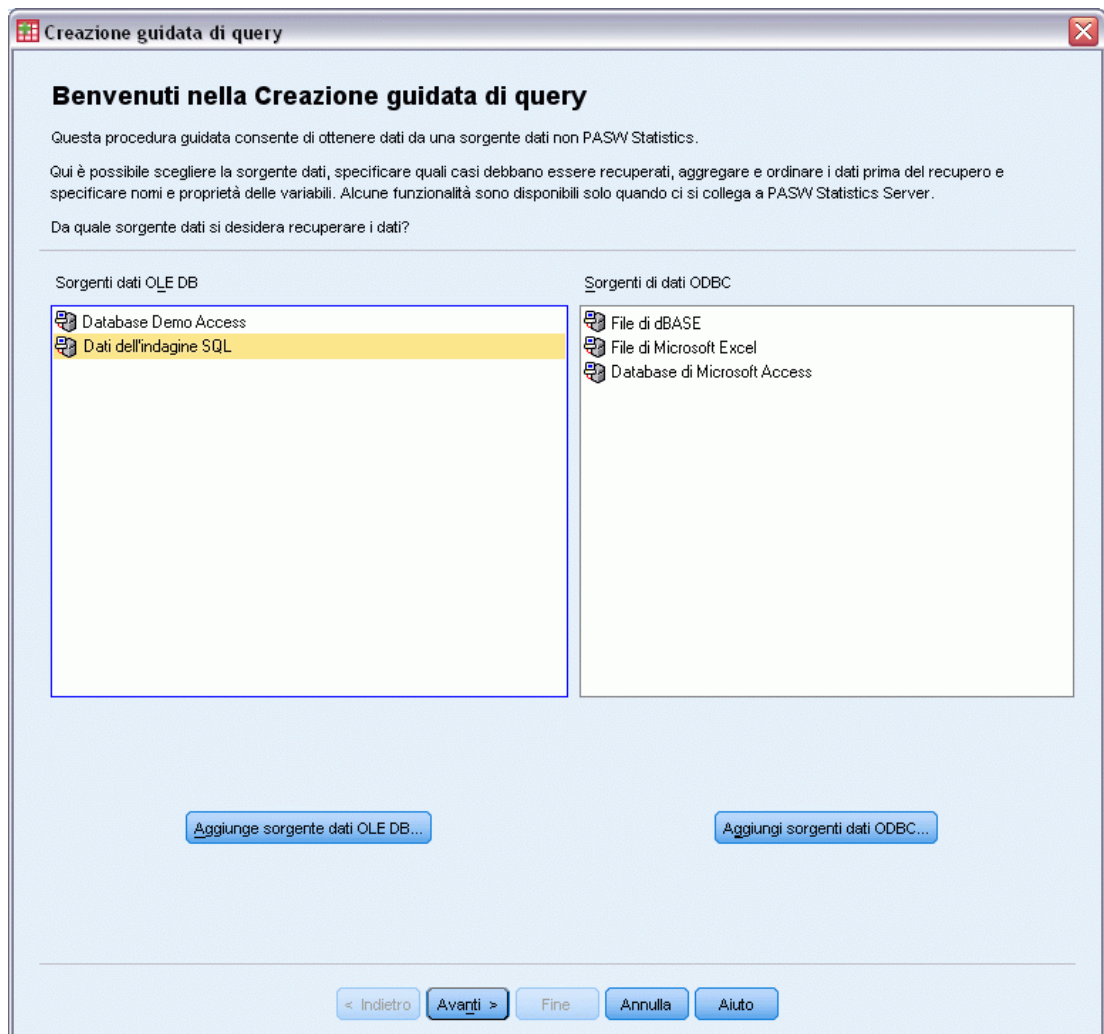 Creazione guidata di query
Benvenuti nella Creazione guidata di query
Questa procedura guidata consente di ottenere dati da una sorgente dati non PASW Statistics.
Qui è possibile scegliere la sorgente dati, specificare quali casi debbano essere recuperati, aggregare e ordinare i dati prima del recupero e
specificare nomi e proprietà delle variabili. Alcune funzionalità sono disponibili solo quando ci si collega a PASW Statistics Server.
Da quale sorgente dati si desidera recuperare i dati?
Sorgenti dati OLE DB
Database Demo Access
Dati dell'indagine SQL
Sorgenti di dati ODBC
File di dBASE
File di Microsoft Excel
Database di Microsoft Access
Aggiunge sorgente dati OLE DB...
Aggiungi sorgenti dati ODBC...
< Indietro
Avanti >
Fine
Annulla
Aiuto